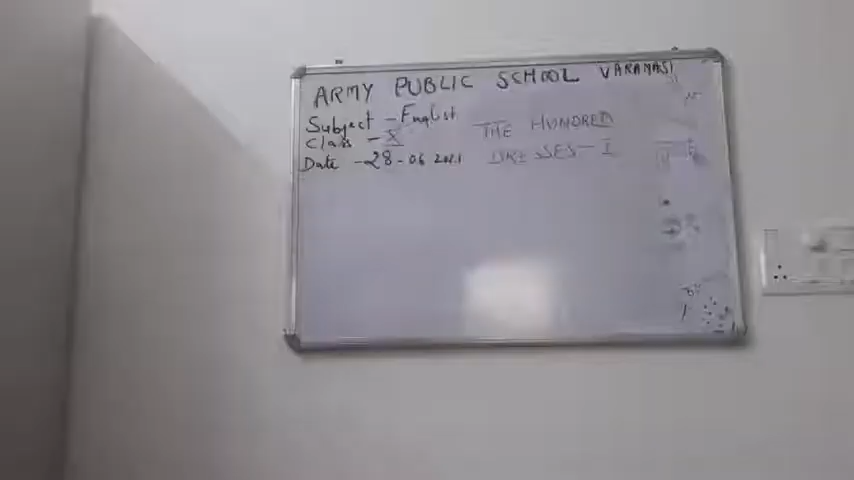 ARMY PUBLIC SCHOOL VARANASI
Subject - English
Class - X
Date - 28-06 2021
THE HUNDRED
DRESSES - I